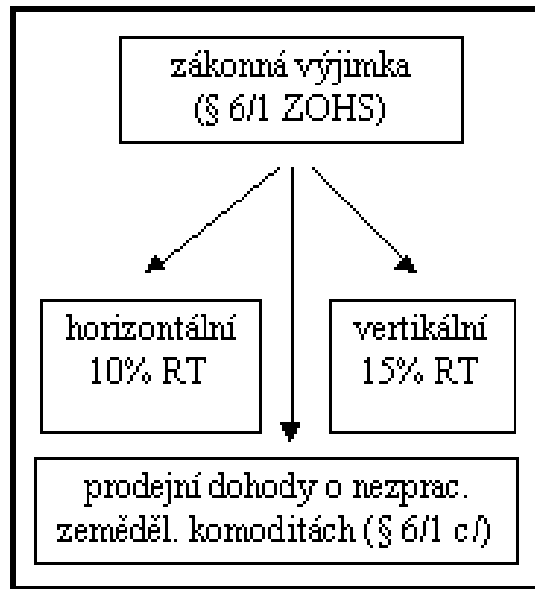 zákonná výjimka
(§ 6/1 ZOHS)
horizontální
10% RT
vertikální
15% RT
prodejní dohody o nezprac.
zeměděl. komoditách (§ 6/1 c/)